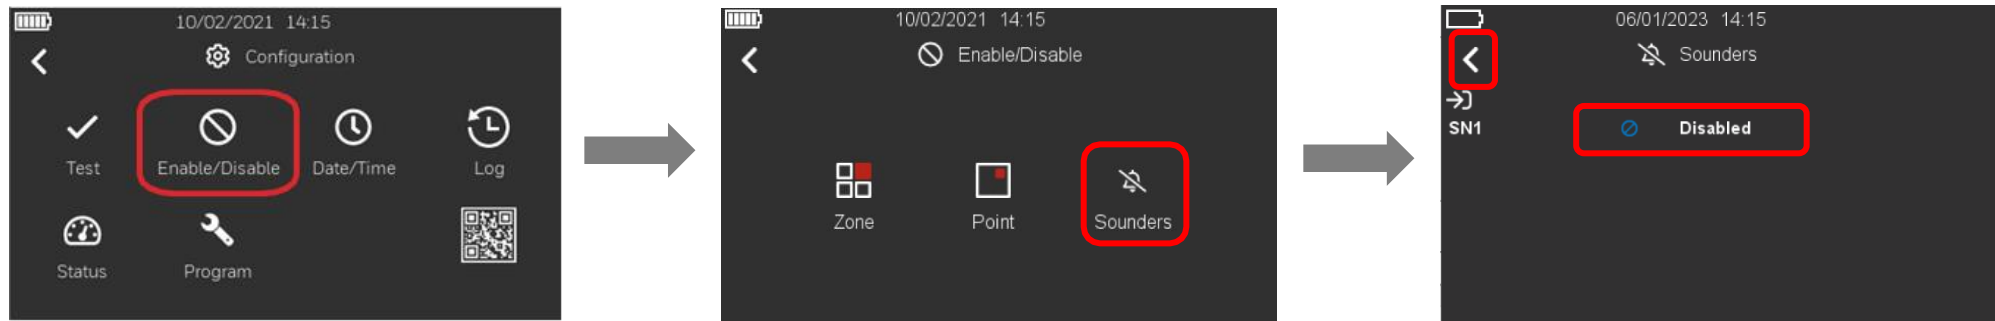 10/02/2021 14:15
Configuration
Test
Enable/Disable
Date/Time
Log
Status
Program
10/02/2021 14:15
Enable/Disable
Zone
Point
Sounders
06/01/2023 14:15
Sounders
SN1
Disabled